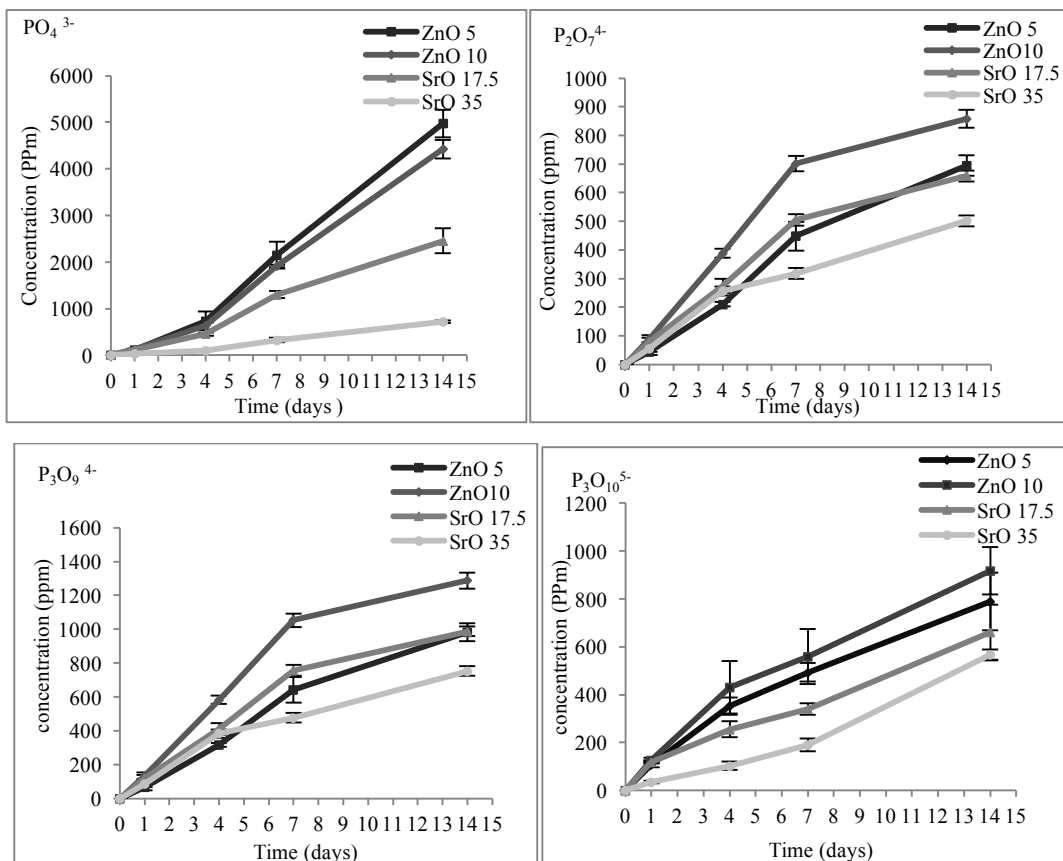 PO₄ ³⁻
ZnO 5
ZnO 10
SrO 17.5
SrO 35
Concentration (PPm)
6000
5000
4000
3000
2000
1000
0
0 1 2 3 4 5 6 7 8 9 10 11 12 13 14 15
Time (days )
P₂O₇⁴⁻
ZnO 5
ZnO10
SrO 17.5
SrO 35
Concentration (ppm)
1000
900
800
700
600
500
400
300
200
100
0
0 1 2 3 4 5 6 7 8 9 10 11 12 13 14 15
Time (days)
P₃O₉ ⁴⁻
ZnO 5
ZnO10
SrO 17.5
SrO 35
concentration (ppm)
1600
1400
1200
1000
800
600
400
200
0
0 1 2 3 4 5 6 7 8 9 10 11 12 13 14 15
Time (days)
P₃O₁₀⁵⁻
ZnO 5
ZnO 10
SrO 17.5
SrO 35
concentration (PPm)
1200
1000
800
600
400
200
0
0 1 2 3 4 5 6 7 8 9 10 11 12 13 14 15
Time (days)